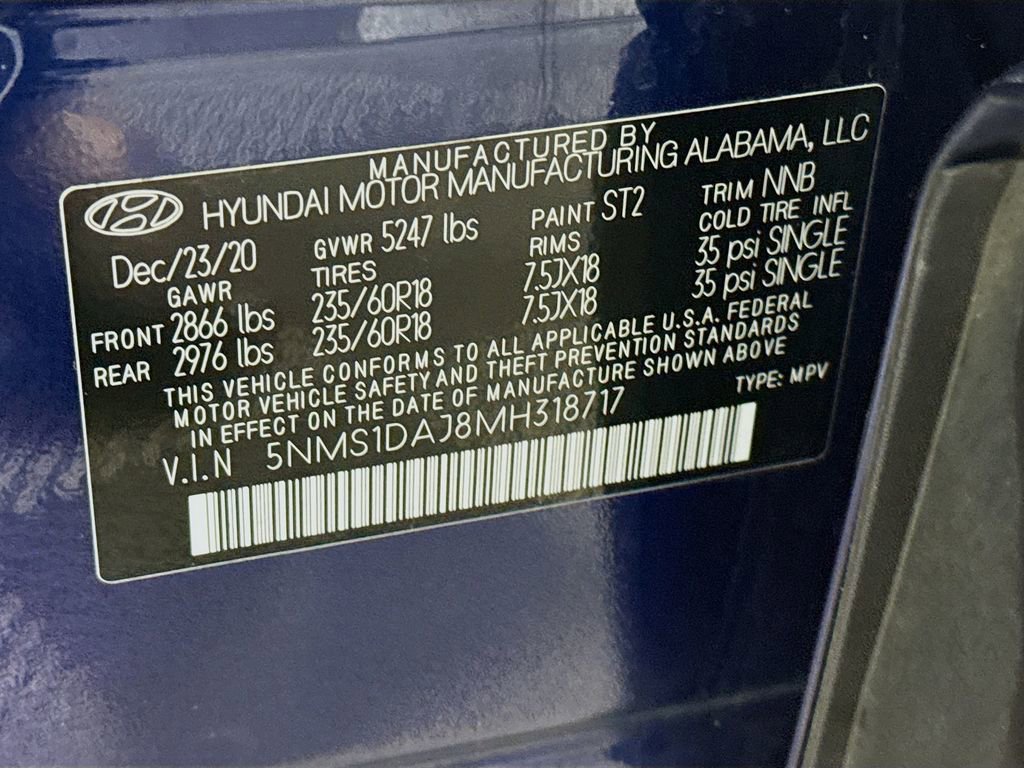 MANUFACTURED BY
HYUNDAI MOTOR MANUFACTURING ALABAMA, LLC
Dec/23/20 GVWR 5247 lbs PAINT ST2 TRIM NNB
GAWR TIRES RIMS COLD TIRE INFL
FRONT 2866 lbs 235/60R18 7.5JX18 35 psi SINGLE
REAR 2976 lbs 235/60R18 7.5JX18 35 psi SINGLE
THIS VEHICLE CONFORMS TO ALL APPLICABLE U.S.A. FEDERAL
MOTOR VEHICLE SAFETY AND THEFT PREVENTION STANDARDS
IN EFFECT ON THE DATE OF MANUFACTURE SHOWN ABOVE
V.I.N 5NMS1DAJ8MH318717 TYPE: MPV